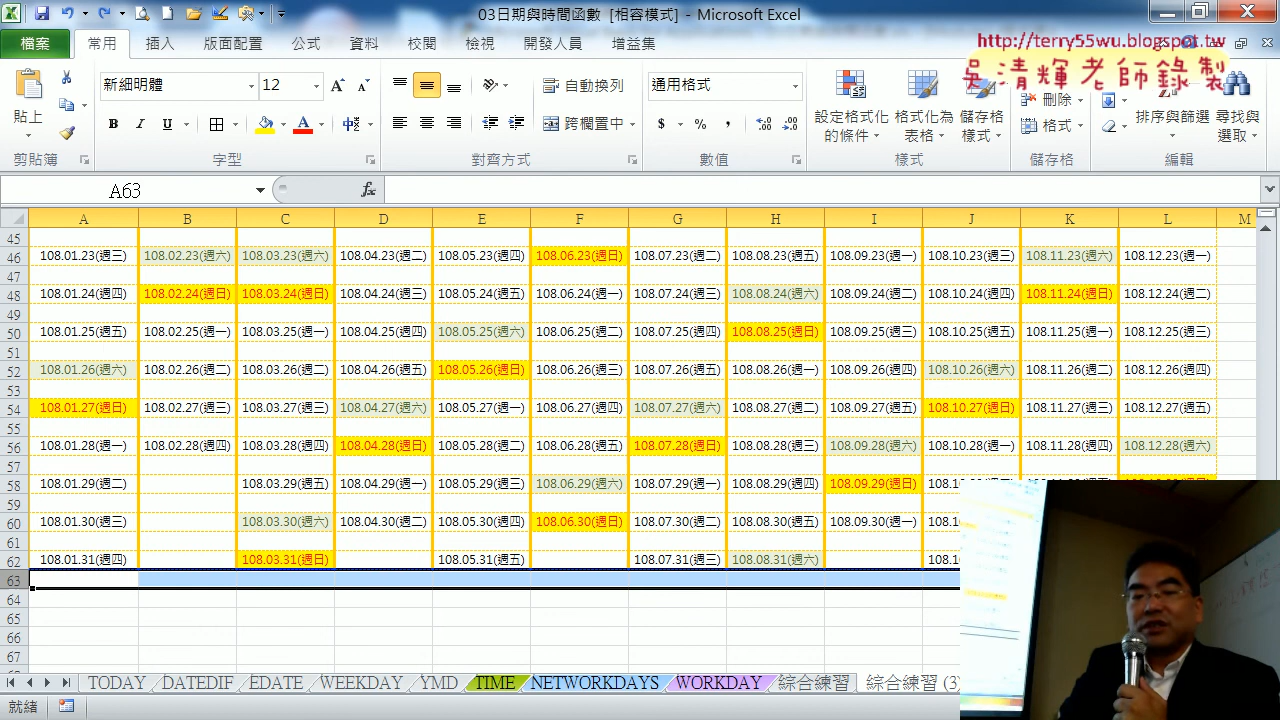 03日期與時間函數 [相容模式] - Microsoft Excel
檔案 常用 插入 版面配置 公式 資料 校閱 檢視 開發人員 增益集
http://terry55wu.blogspot.tw
吳清輝老師錄製
新細明體 12 自動換列 通用格式 刪除
貼上 跨欄置中 設定格式化的條件 格式化為表格 儲存格樣式 格式 排序與篩選 尋找與選取
剪貼簿 字型 對齊方式 數值 樣式 儲存格 編輯
A63
A B C D E F G H I J K L M
45
46 108.01.23(週三) 108.02.23(週六) 108.03.23(週六) 108.04.23(週二) 108.05.23(週四) 108.06.23(週日) 108.07.23(週二) 108.08.23(週五) 108.09.23(週一) 108.10.23(週三) 108.11.23(週六) 108.12.23(週一)
47
48 108.01.24(週四) 108.02.24(週日) 108.03.24(週日) 108.04.24(週三) 108.05.24(週五) 108.06.24(週一) 108.07.24(週三) 108.08.24(週六) 108.09.24(週二) 108.10.24(週四) 108.11.24(週日) 108.12.24(週二)
49
50 108.01.25(週五) 108.02.25(週一) 108.03.25(週一) 108.04.25(週四) 108.05.25(週六) 108.06.25(週二) 108.07.25(週四) 108.08.25(週日) 108.09.25(週三) 108.10.25(週五) 108.11.25(週一) 108.12.25(週三)
51
52 108.01.26(週六) 108.02.26(週二) 108.03.26(週二) 108.04.26(週五) 108.05.26(週日) 108.06.26(週三) 108.07.26(週五) 108.08.26(週一) 108.09.26(週四) 108.10.26(週六) 108.11.26(週二) 108.12.26(週四)
53
54 108.01.27(週日) 108.02.27(週三) 108.03.27(週三) 108.04.27(週六) 108.05.27(週一) 108.06.27(週四) 108.07.27(週六) 108.08.27(週二) 108.09.27(週五) 108.10.27(週日) 108.11.27(週三) 108.12.27(週五)
55
56 108.01.28(週一) 108.02.28(週四) 108.03.28(週四) 108.04.28(週日) 108.05.28(週二) 108.06.28(週五) 108.07.28(週日) 108.08.28(週三) 108.09.28(週六) 108.10.28(週一) 108.11.28(週四) 108.12.28(週六)
57
58 108.01.29(週二) 108.03.29(週五) 108.04.29(週一) 108.05.29(週三) 108.06.29(週六) 108.07.29(週一) 108.08.29(週四) 108.09.29(週日)
59
60 108.01.30(週三) 108.03.30(週六) 108.04.30(週二) 108.05.30(週四) 108.06.30(週日) 108.07.30(週二) 108.08.30(週五) 108.09.30(週一)
61
62 108.01.31(週四) 108.03.31(週日) 108.05.31(週五) 108.07.31(週三) 108.08.31(週六)
63
64
65
66
67
TODAY DATEDIF EDATE WEEKDAY YMD TIME NETWORKDAYS WORKDAY 綜合練習 綜合練習 (3)
就緒